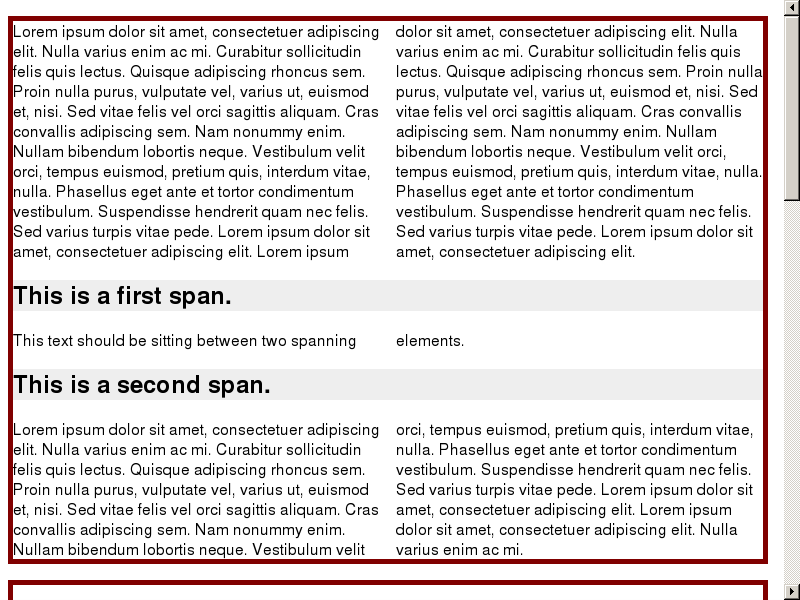 Lorem ipsum dolor sit amet, consectetuer adipiscing
elit. Nulla varius enim ac mi. Curabitur sollicitudin
felis quis lectus. Quisque adipiscing rhoncus sem.
Proin nulla purus, vulputate vel, varius ut, euismod
et, nisi. Sed vitae felis vel orci sagittis aliquam. Cras
convallis adipiscing sem. Nam nonummy enim.
Nullam bibendum lobortis neque. Vestibulum velit
orci, tempus euismod, pretium quis, interdum vitae,
nulla. Phasellus eget ante et tortor condimentum
vestibulum. Suspendisse hendrerit quam nec felis.
Sed varius turpis vitae pede. Lorem ipsum dolor sit
amet, consectetuer adipiscing elit. Lorem ipsum
dolor sit amet, consectetuer adipiscing elit. Nulla
varius enim ac mi. Curabitur sollicitudin felis quis
lectus. Quisque adipiscing rhoncus sem. Proin nulla
purus, vulputate vel, varius ut, euismod et, nisi. Sed
vitae felis vel orci sagittis aliquam. Cras convallis
adipiscing sem. Nam nonummy enim. Nullam
bibendum lobortis neque. Vestibulum velit orci,
tempus euismod, pretium quis, interdum vitae, nulla.
Phasellus eget ante et tortor condimentum
vestibulum. Suspendisse hendrerit quam nec felis.
Sed varius turpis vitae pede. Lorem ipsum dolor sit
amet, consectetuer adipiscing elit.
This is a first span.
This text should be sitting between two spanning
elements.
This is a second span.
Lorem ipsum dolor sit amet, consectetuer adipiscing
elit. Nulla varius enim ac mi. Curabitur sollicitudin
felis quis lectus. Quisque adipiscing rhoncus sem.
Proin nulla purus, vulputate vel, varius ut, euismod
et, nisi. Sed vitae felis vel orci sagittis aliquam. Cras
convallis adipiscing sem. Nam nonummy enim.
Nullam bibendum lobortis neque. Vestibulum velit
orci, tempus euismod, pretium quis, interdum vitae,
nulla. Phasellus eget ante et tortor condimentum
vestibulum. Suspendisse hendrerit quam nec felis.
Sed varius turpis vitae pede. Lorem ipsum dolor sit
amet, consectetuer adipiscing elit. Lorem ipsum
dolor sit amet, consectetuer adipiscing elit. Nulla
varius enim ac mi.